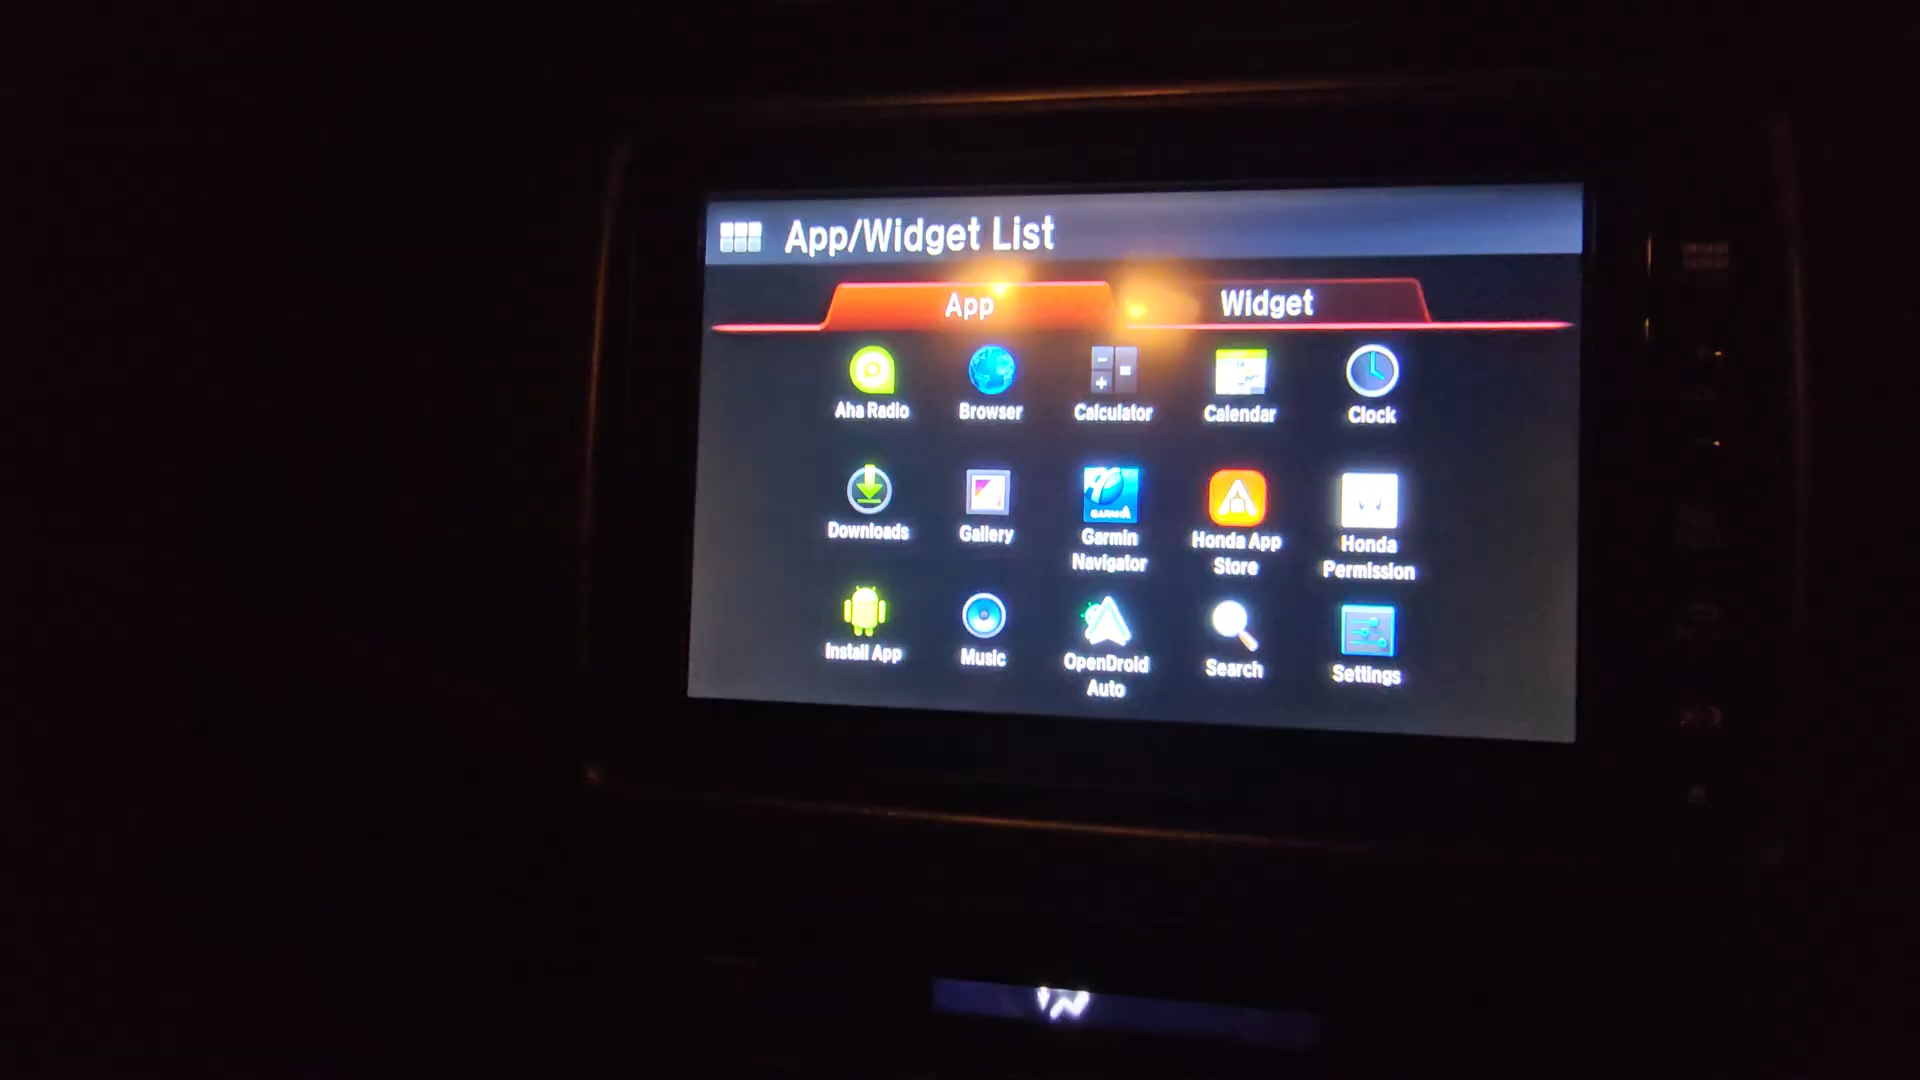 App/Widget List
App Widget
Aha Radio Browser Calculator Calendar Clock
Downloads Gallery Garmin Navigator Honda App Store Honda Permission
Install App Music OpenDroid Auto Search Settings